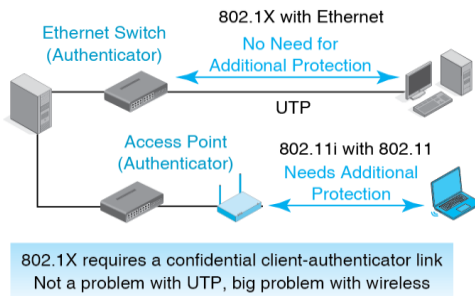 802.1X with Ethernet
Ethernet Switch
(Authenticator)
No Need for
Additional Protection
UTP
Access Point
(Authenticator)
802.11i with 802.11
Needs Additional
Protection
802.1X requires a confidential client-authenticator link
Not a problem with UTP, big problem with wireless